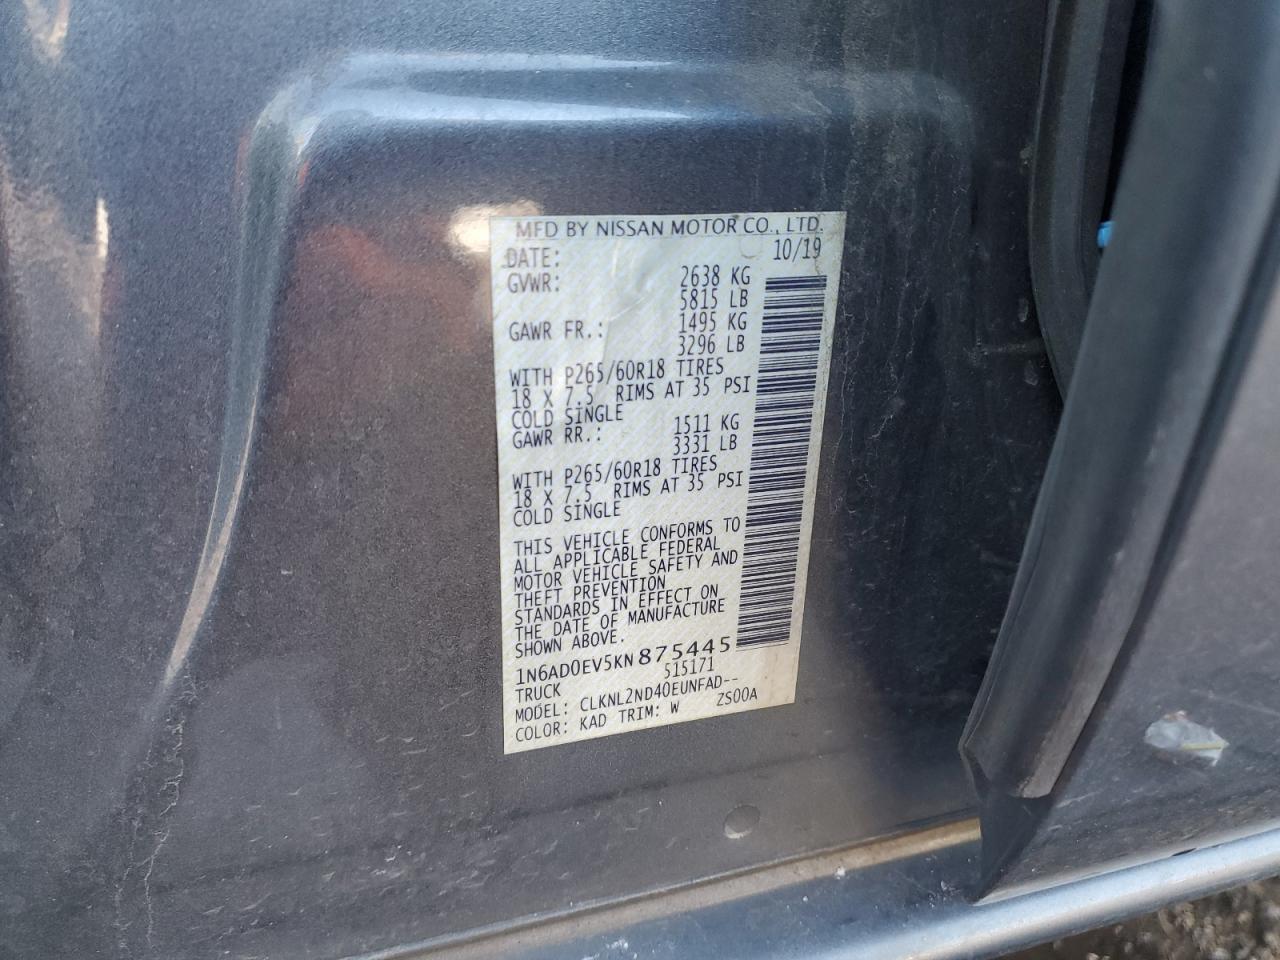 MFD BY NISSAN MOTOR CO., LTD.
DATE: 10/19
GVWR: 2638 KG
5815 LB
GAWR FR.: 1495 KG
3296 LB
WITH P265/60R18 TIRES
18 X 7.5 RIMS AT 35 PSI
COLD SINGLE
GAWR RR.: 1511 KG
3331 LB
WITH P265/60R18 TIRES
18 X 7.5 RIMS AT 35 PSI
COLD SINGLE
THIS VEHICLE CONFORMS TO
ALL APPLICABLE FEDERAL
MOTOR VEHICLE SAFETY AND
THEFT PREVENTION
STANDARDS IN EFFECT ON
THE DATE OF MANUFACTURE
SHOWN ABOVE.
1N6AD0EV5KN875445
TRUCK 515171
MODEL: CLKNL2ND40EUNFAD--
COLOR: KAD TRIM: W ZS00A